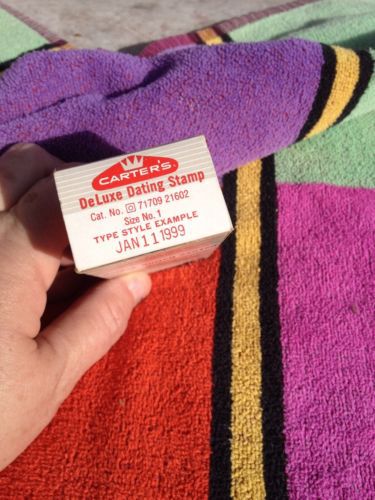 CARTER'S
DeLuxe Dating Stamp
Cat. No. 71709 21602
Size No. 1
TYPE STYLE EXAMPLE
JAN 11 1999